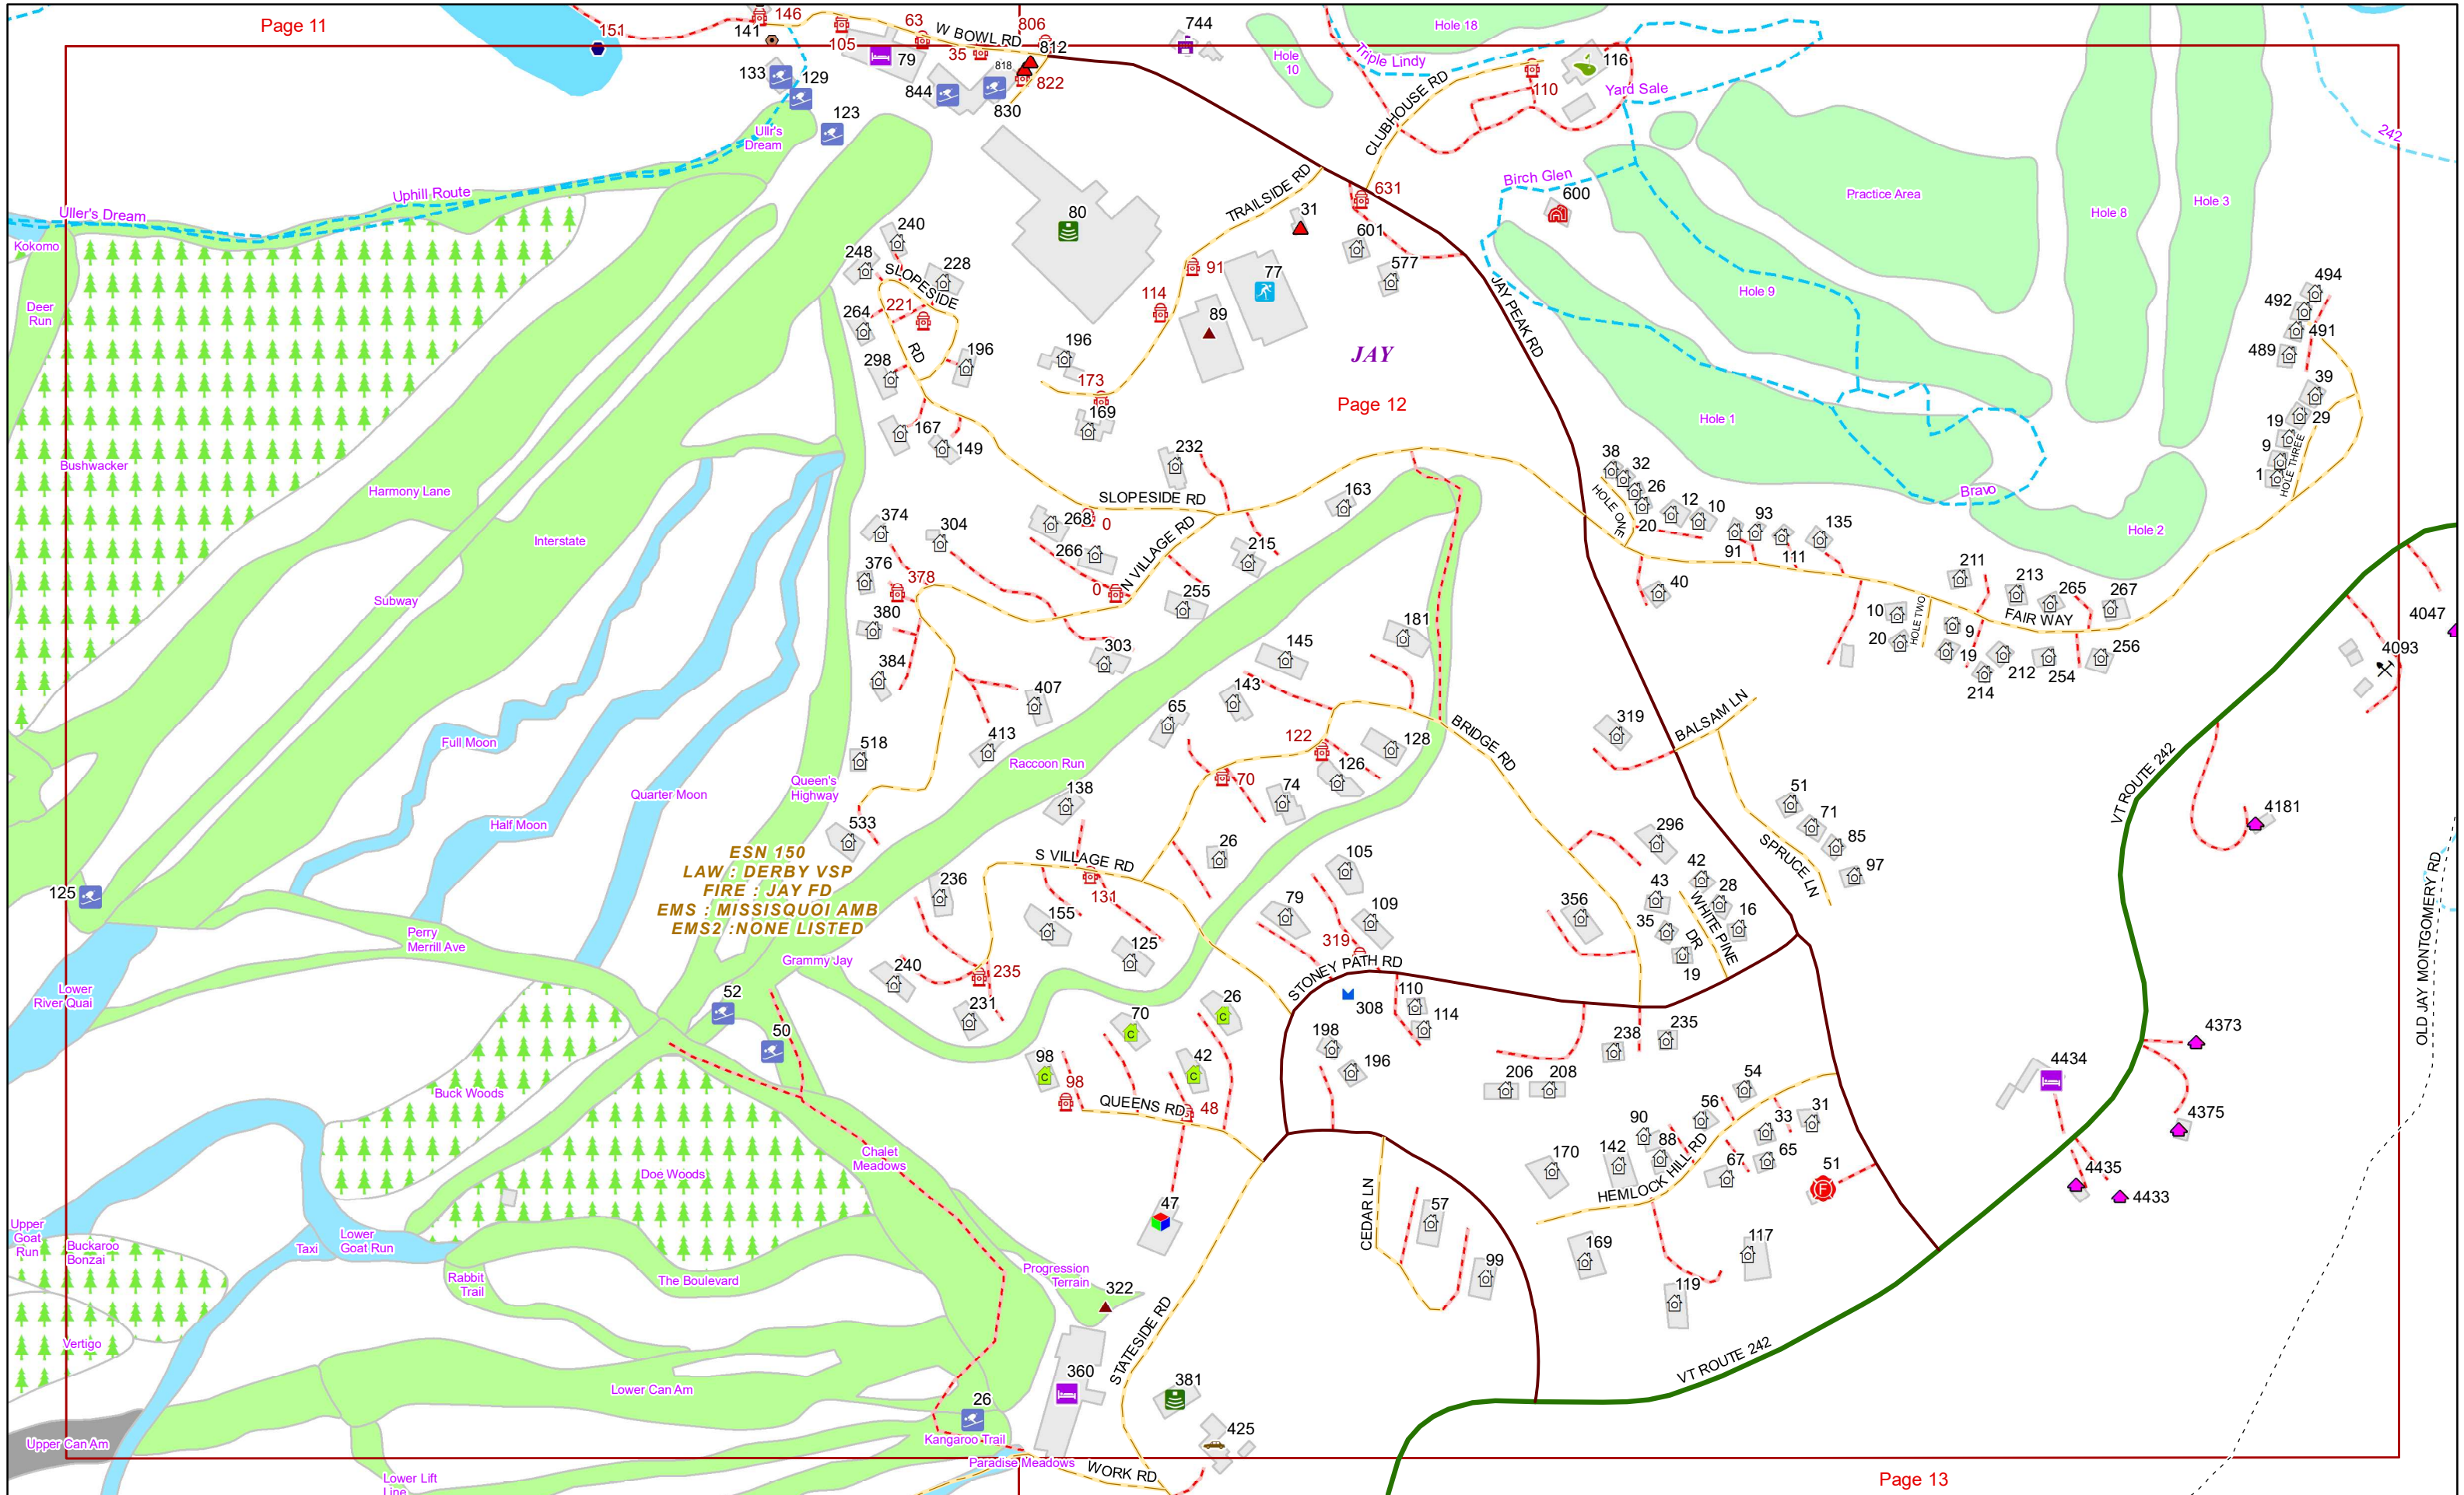 Page 11
151
146
141
63
806
W BOWL RD
105
35
812
79
818
822
133
129
844
830
123
744
Hole 10
Hole 18
Triple Lindy
CLUBHOUSE RD
116
110
Yard Sale
242
Ullr's
Dream
Uphill Route
Uller's Dream
Kokomo
Deer
Run
Bushwacker
Harmony Lane
Interstate
Subway
Full Moon
Half Moon
Quarter Moon
Queen's
Highway
Raccoon Run
240
248
228
SLOPESIDE
RD
221
264
298
196
167
149
80
TRAILSIDE RD
31
631
601
577
91
114
77
89
196
173
169
JAY
Page 12
JAY PEAK RD
Birch Glen
600
Practice Area
Hole 8
Hole 3
Hole 9
Hole 1
Hole 2
Bravo
494
492
491
489
39
29
19
9
1
HOLE THREE
232
SLOPESIDE RD
163
268
0
266
0
N VILLAGE RD
215
255
374
304
376
378
380
384
303
407
413
518
533
38
32
26
20
HOLE ONE
12
10
93
91
111
135
40
211
213
265
267
10
20
HOLE TWO
9
19
FAIR WAY
214
212
254
256
4047
4093
181
145
143
65
122
128
126
70
74
26
138
BRIDGE RD
319
BALSAM LN
51
71
85
97
SPRUCE LN
VT ROUTE 242
4181
OLD JAY MONTGOMERY RD
ESN 150
LAW : DERBY VSP
FIRE : JAY FD
EMS : MISSISQUOI AMB
EMS2 :NONE LISTED
125
Perry
Merrill Ave
Grammy Jay
Lower
River Quai
236
S VILLAGE RD
131
155
125
240
235
231
105
79
109
319
STONEY PATH RD
308
110
114
198
196
296
42
43
28
16
35
19
WHITE PINE
DR
356
238
235
206
208
52
50
70
26
98
42
98
QUEENS RD
48
47
Buck Woods
Doe Woods
Chalet
Meadows
Upper
Goat
Run
Buckaroo
Bonzai
Taxi
Lower
Goat Run
Rabbit
Trail
The Boulevard
Progression
Terrain
322
Vertigo
Lower Can Am
Upper Can Am
Lower Lift
Line
26
Kangaroo Trail
Paradise Meadows
360
STATESIDE RD
381
425
WORK RD
CEDAR LN
57
99
54
56
33
31
90
88
65
67
142
170
HEMLOCK HILL RD
51
169
117
119
4373
4375
4434
4435
4433
VT ROUTE 242
Page 13